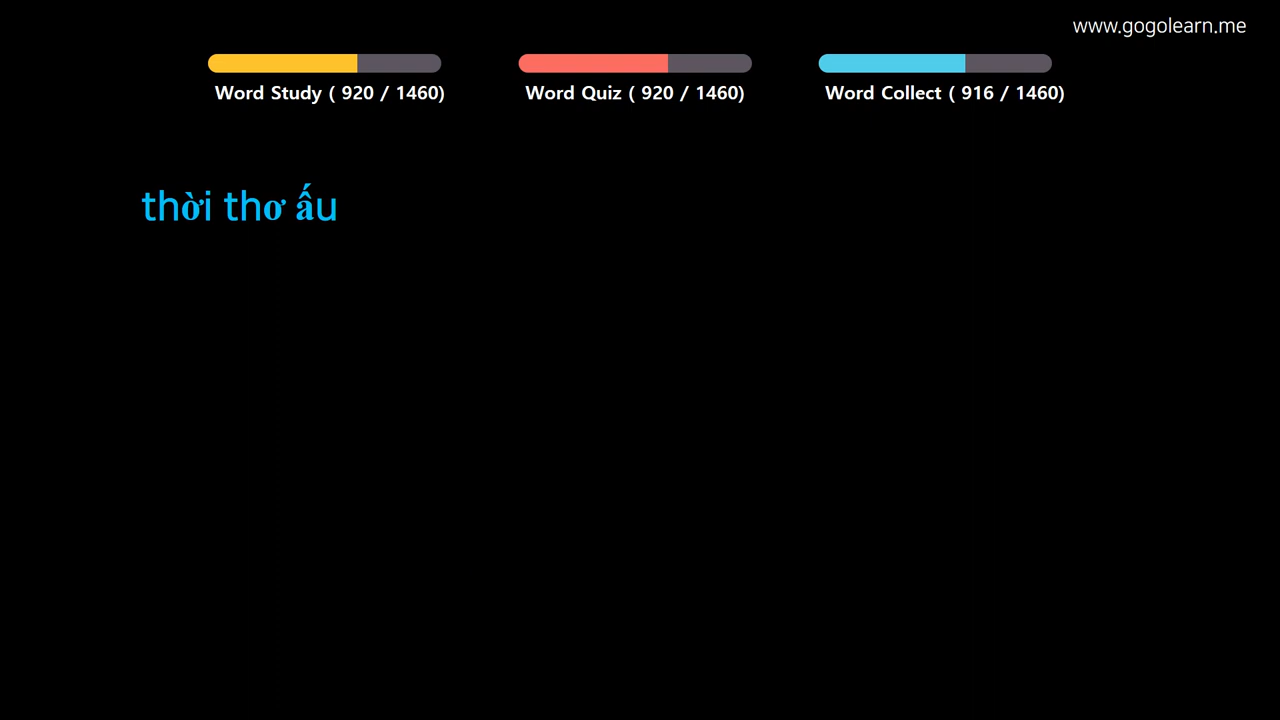 www.gogolearn.me
Word Study ( 920 / 1460)
Word Quiz ( 920 / 1460)
Word Collect ( 916 / 1460)
thời thơ ấu